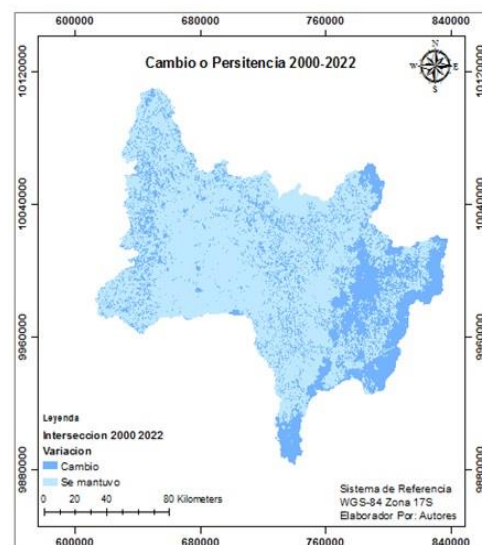 600000 680000 760000 840000
Cambio o Persitencia 2000-2022
N
W E
S
10120000 10120000
10040000 10040000
9960000 9960000
9880000 9880000
Leyenda
Interseccion 2000 2022
Variacion
Cambio
Se mantuvo
0 20 40 80 Kilometers
Sistema de Referencia
WGS-84 Zona 17S
Elaborador Por: Autores
600000 680000 760000 840000